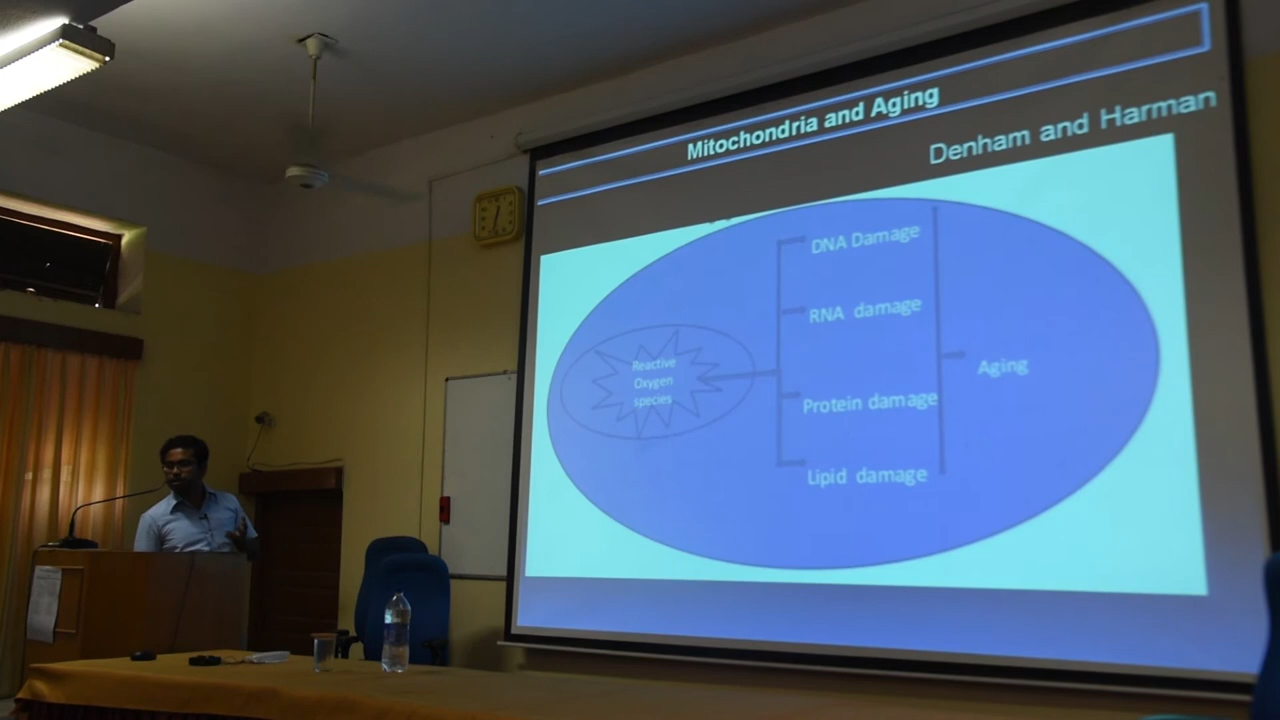 Mitochondria and Aging
Denham and Harman
DNA Damage
RNA damage
Reactive
Oxygen
species
Aging
Protein damage
Lipid damage